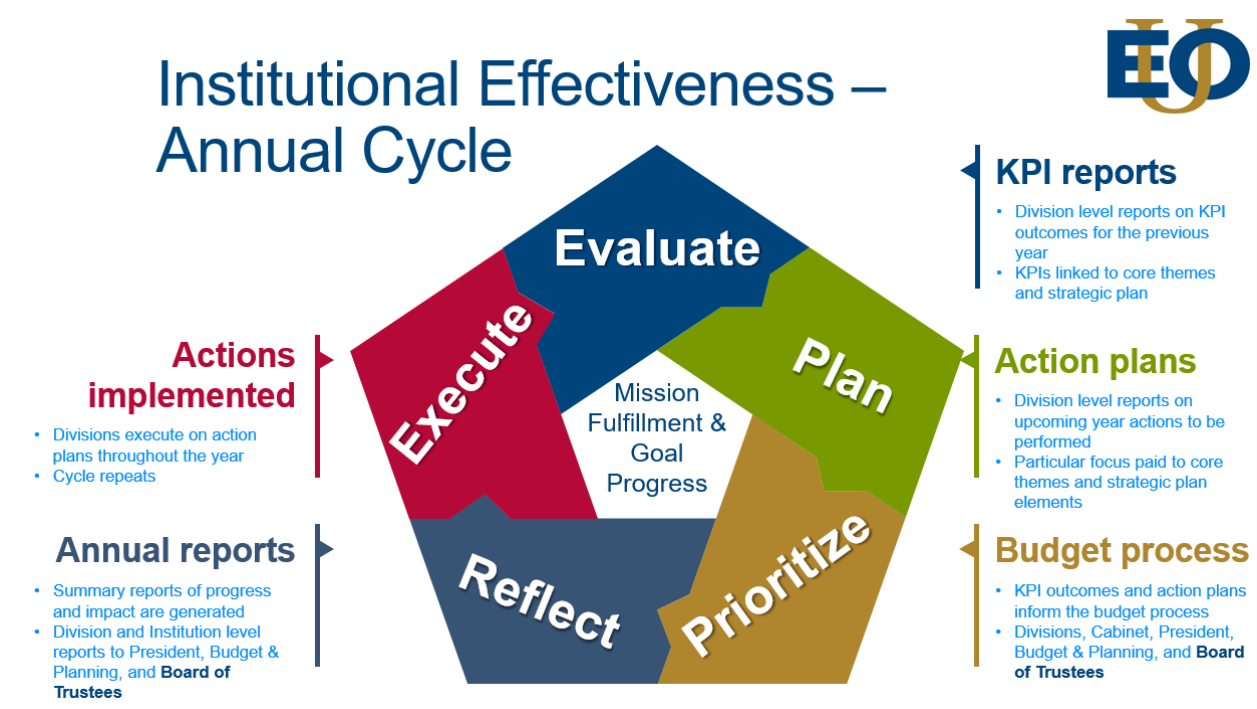 EOU
Institutional Effectiveness –
Annual Cycle
Evaluate
Plan
Prioritize
Reflect
Execute
Mission
Fulfillment &
Goal
Progress
KPI reports
• Division level reports on KPI
outcomes for the previous
year
• KPIs linked to core themes
and strategic plan
Action plans
• Division level reports on
upcoming year actions to be
performed
• Particular focus paid to core
themes and strategic plan
elements
Budget process
• KPI outcomes and action plans
inform the budget process
• Divisions, Cabinet, President,
Budget & Planning, and Board
of Trustees
Annual reports
• Summary reports of progress
and impact are generated
• Division and Institution level
reports to President, Budget &
Planning, and Board of
Trustees
Actions
implemented
• Divisions execute on action
plans throughout the year
• Cycle repeats